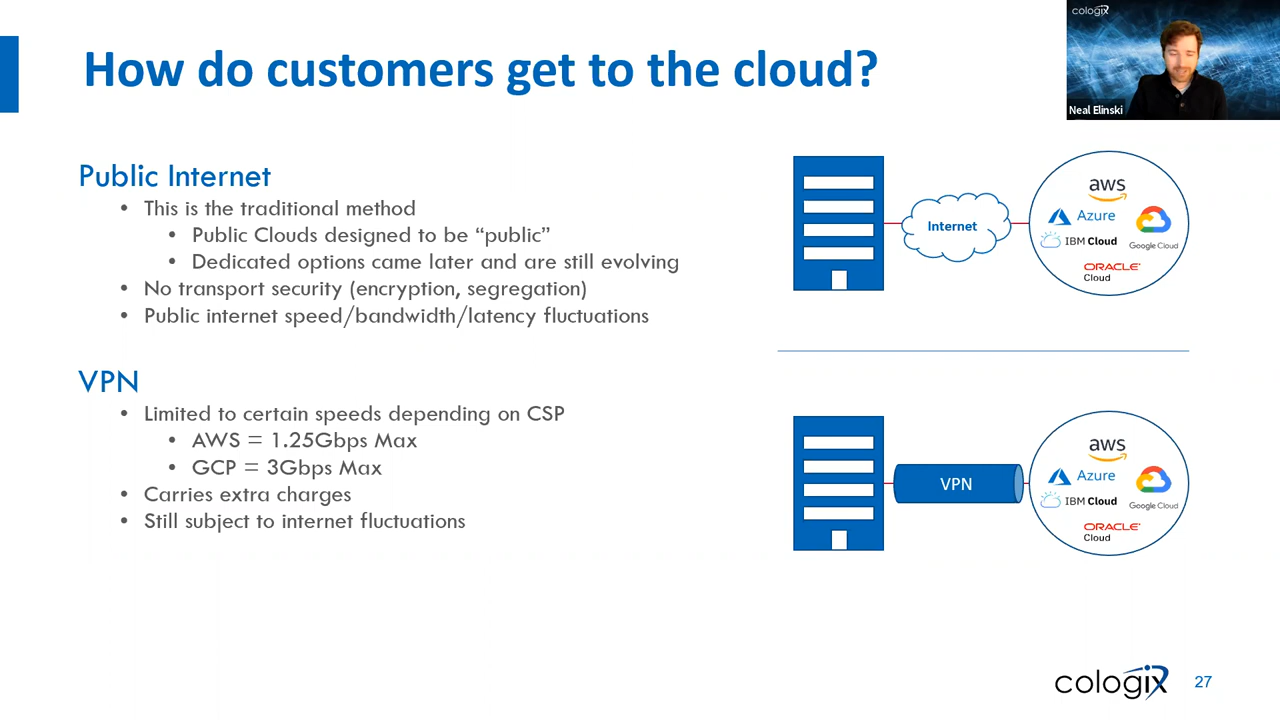 How do customers get to the cloud?
cologix
Neal Elinski
Public Internet
• This is the traditional method
• Public Clouds designed to be “public”
• Dedicated options came later and are still evolving
• No transport security (encryption, segregation)
• Public internet speed/bandwidth/latency fluctuations
Internet
aws
Azure
IBM Cloud
Google Cloud
ORACLE
Cloud
VPN
• Limited to certain speeds depending on CSP
• AWS = 1.25Gbps Max
• GCP = 3Gbps Max
• Carries extra charges
• Still subject to internet fluctuations
VPN
aws
Azure
IBM Cloud
Google Cloud
ORACLE
Cloud
cologix
27